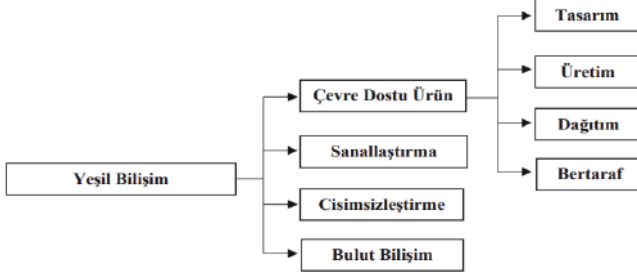 Yeşil Bilişim
Çevre Dostu Ürün
Sanallaştırma
Cisimsizleştirme
Bulut Bilişim
Tasarım
Üretim
Dağıtım
Bertaraf